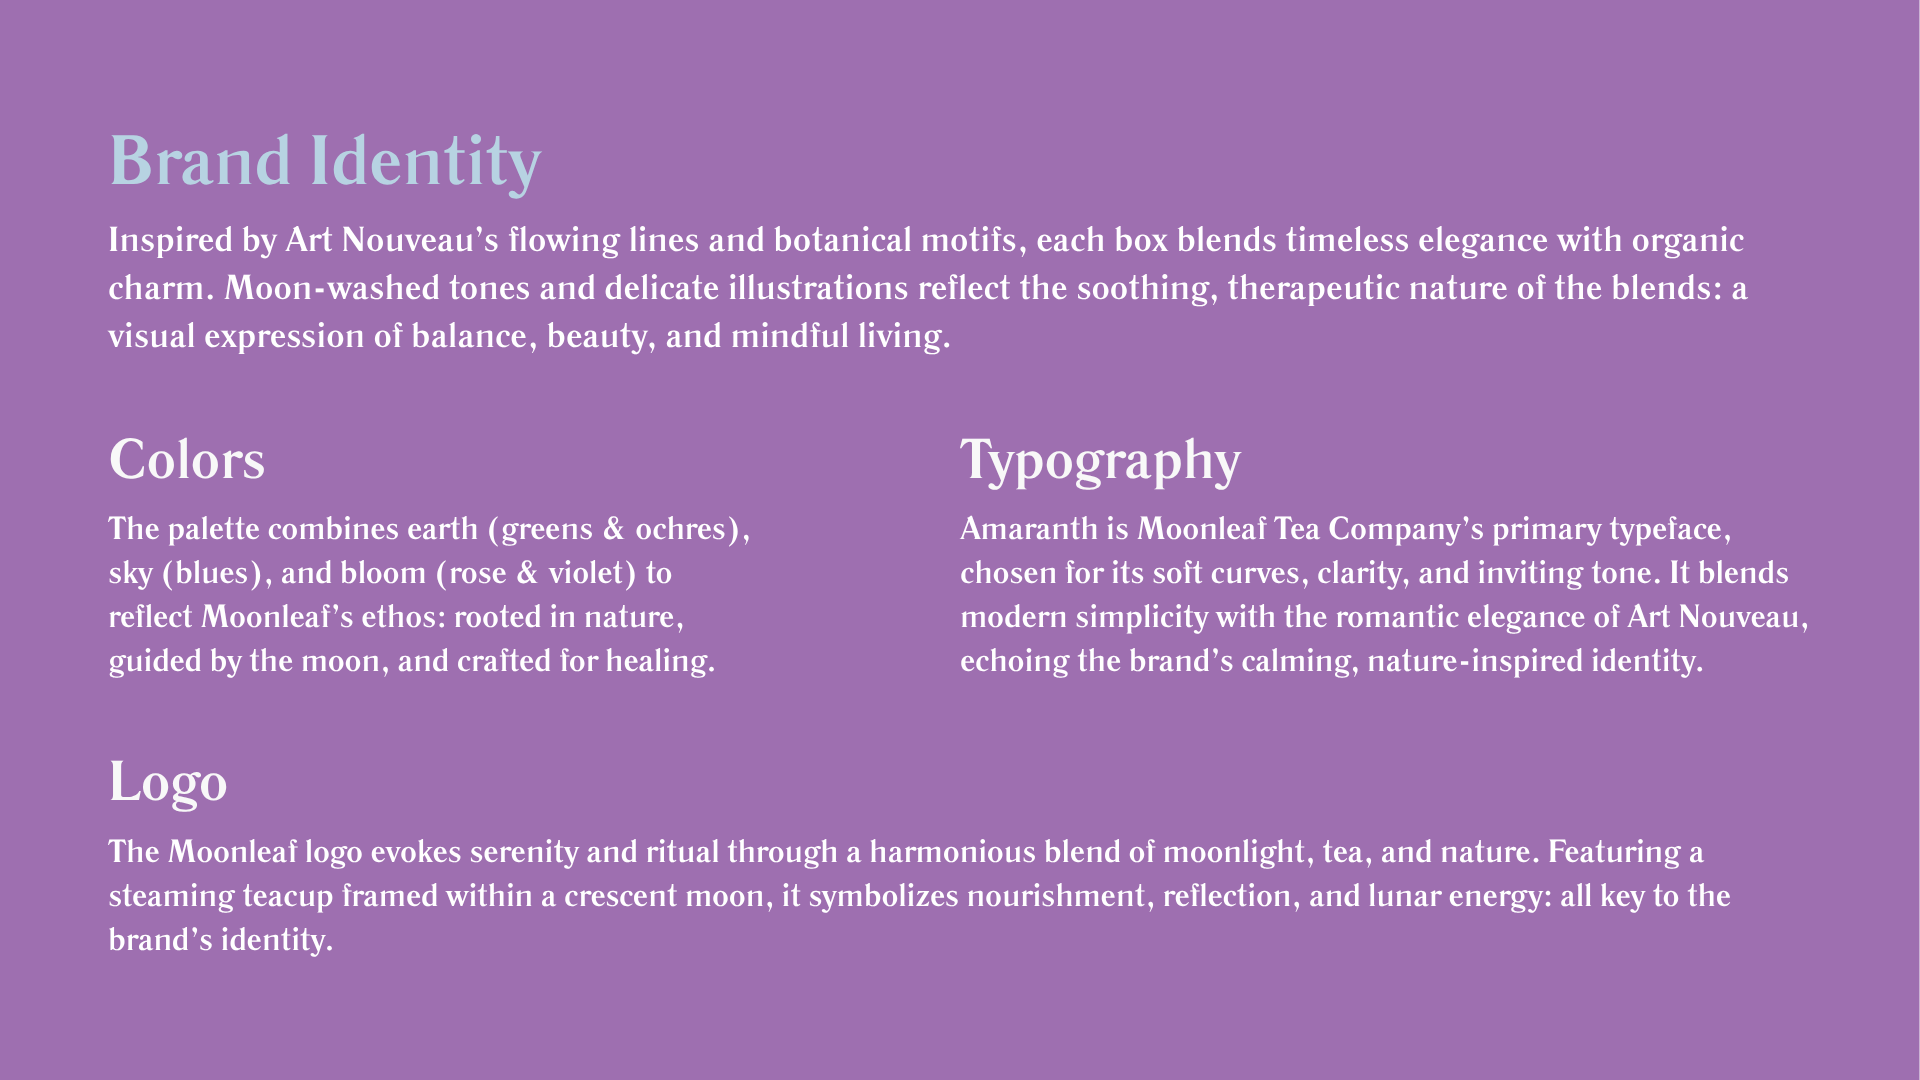 Brand Identity
Inspired by Art Nouveau’s flowing lines and botanical motifs, each box blends timeless elegance with organic
charm. Moon-washed tones and delicate illustrations reflect the soothing, therapeutic nature of the blends: a
visual expression of balance, beauty, and mindful living.
Colors
The palette combines earth (greens & ochres),
sky (blues), and bloom (rose & violet) to
reflect Moonleaf’s ethos: rooted in nature,
guided by the moon, and crafted for healing.
Typography
Amaranth is Moonleaf Tea Company’s primary typeface,
chosen for its soft curves, clarity, and inviting tone. It blends
modern simplicity with the romantic elegance of Art Nouveau,
echoing the brand’s calming, nature-inspired identity.
Logo
The Moonleaf logo evokes serenity and ritual through a harmonious blend of moonlight, tea, and nature. Featuring a
steaming teacup framed within a crescent moon, it symbolizes nourishment, reflection, and lunar energy: all key to the
brand’s identity.